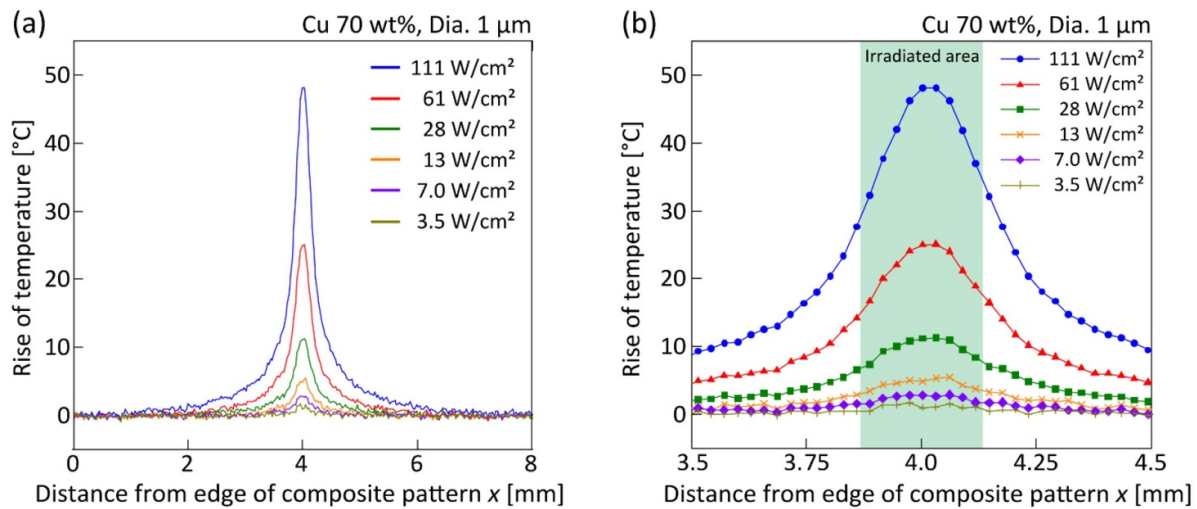 (a)
Cu 70 wt%, Dia. 1 μm
111 W/cm²
61 W/cm²
28 W/cm²
13 W/cm²
7.0 W/cm²
3.5 W/cm²
50
40
30
20
10
0
Rise of temperature [°C]
0 2 4 6 8
Distance from edge of composite pattern x [mm]
(b)
Cu 70 wt%, Dia. 1 μm
Irradiated area
111 W/cm²
61 W/cm²
28 W/cm²
13 W/cm²
7.0 W/cm²
3.5 W/cm²
50
40
30
20
10
0
Rise of temperature [°C]
3.5 3.75 4.0 4.25 4.5
Distance from edge of composite pattern x [mm]